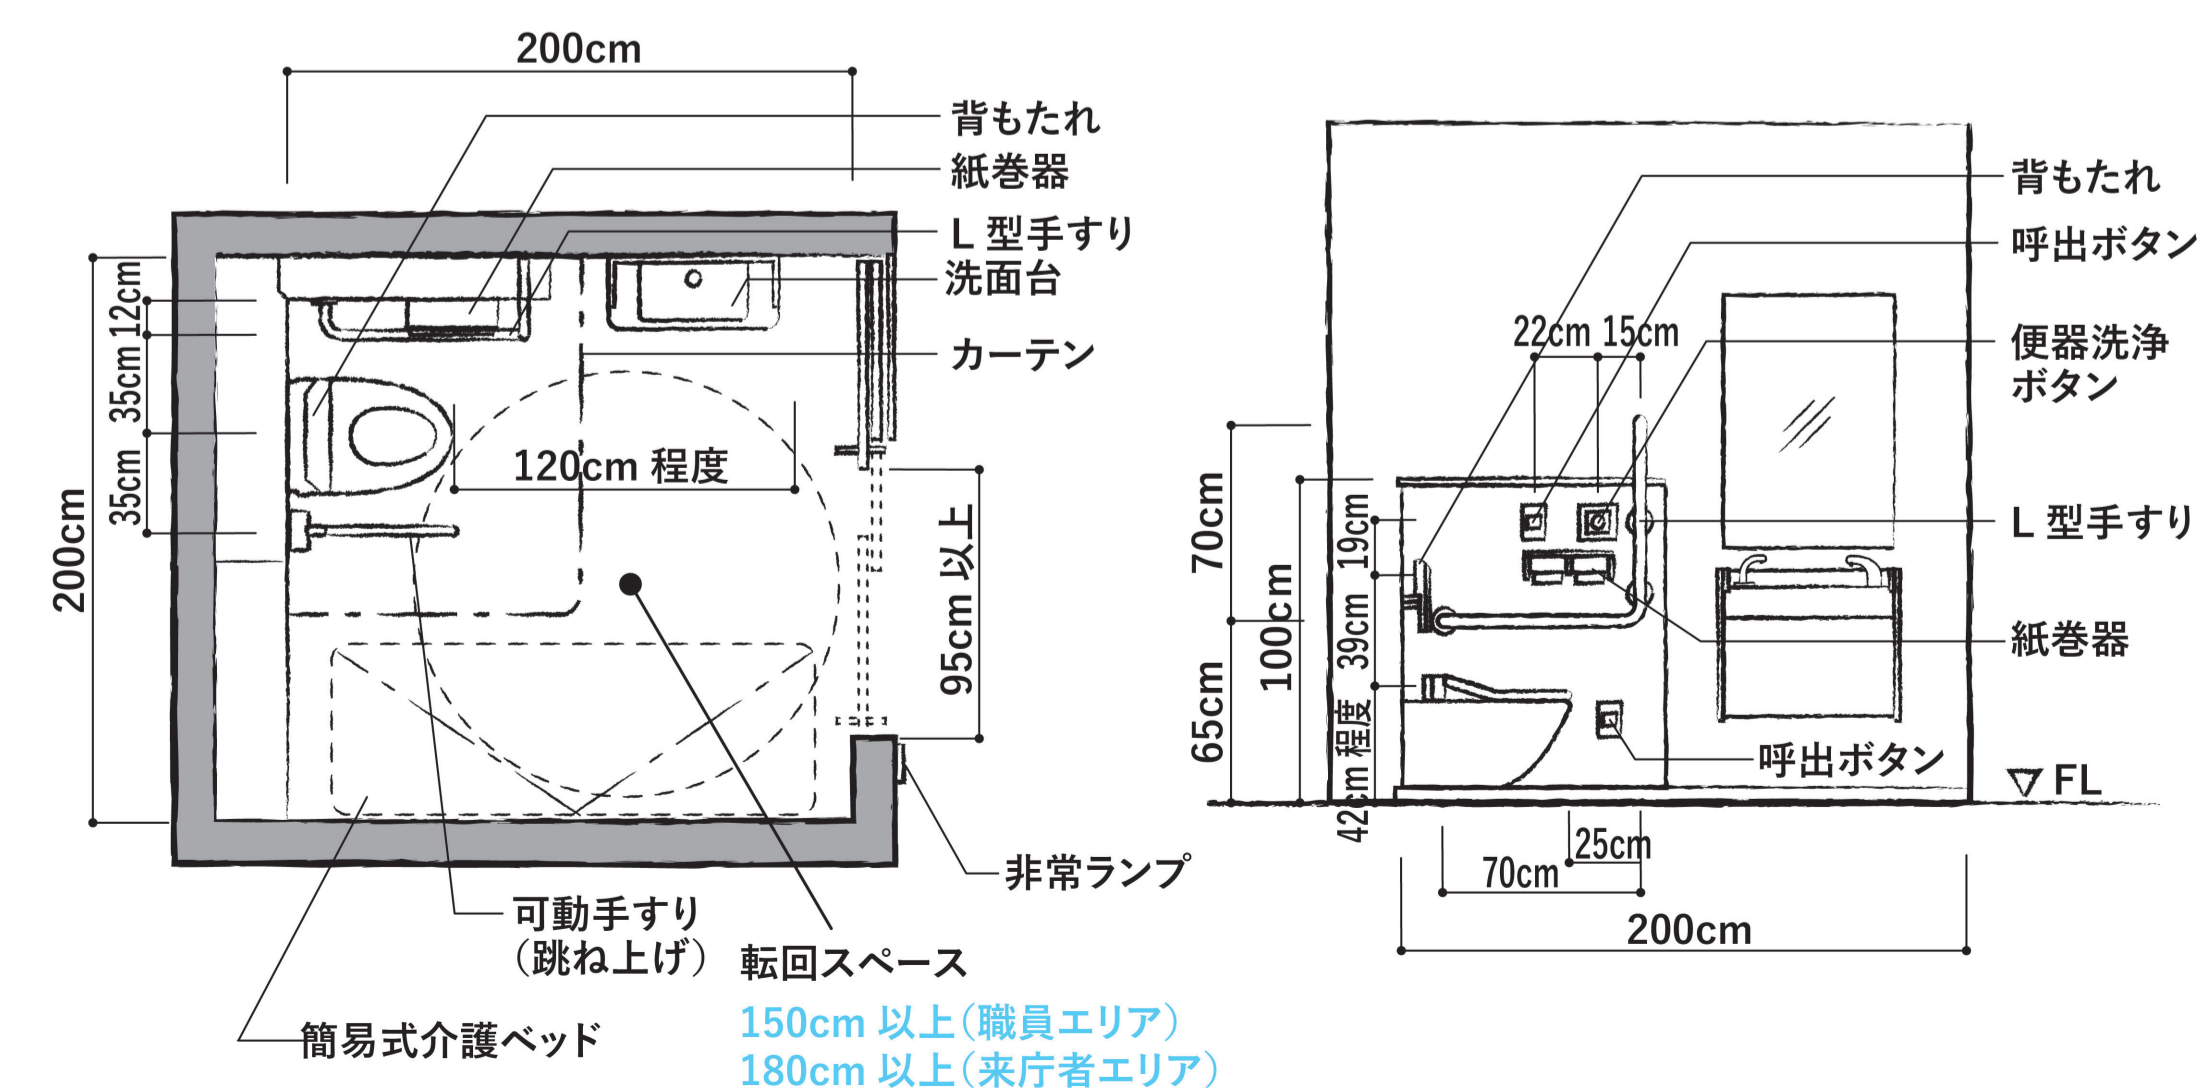 200cm
背もたれ
紙巻器
L 型手すり
洗面台
カーテン
12cm
35cm
35cm
200cm
120cm 程度
95cm 以上
非常ランプ
可動手すり
（跳ね上げ）
転回スペース
150cm 以上（職員エリア）
180cm 以上（来庁者エリア）
簡易式介護ベッド
背もたれ
呼出ボタン
22cm 15cm
便器洗浄
ボタン
L 型手すり
紙巻器
呼出ボタン
FL
70cm
65cm
100cm
19cm
39cm
42cm 程度
25cm
70cm
200cm